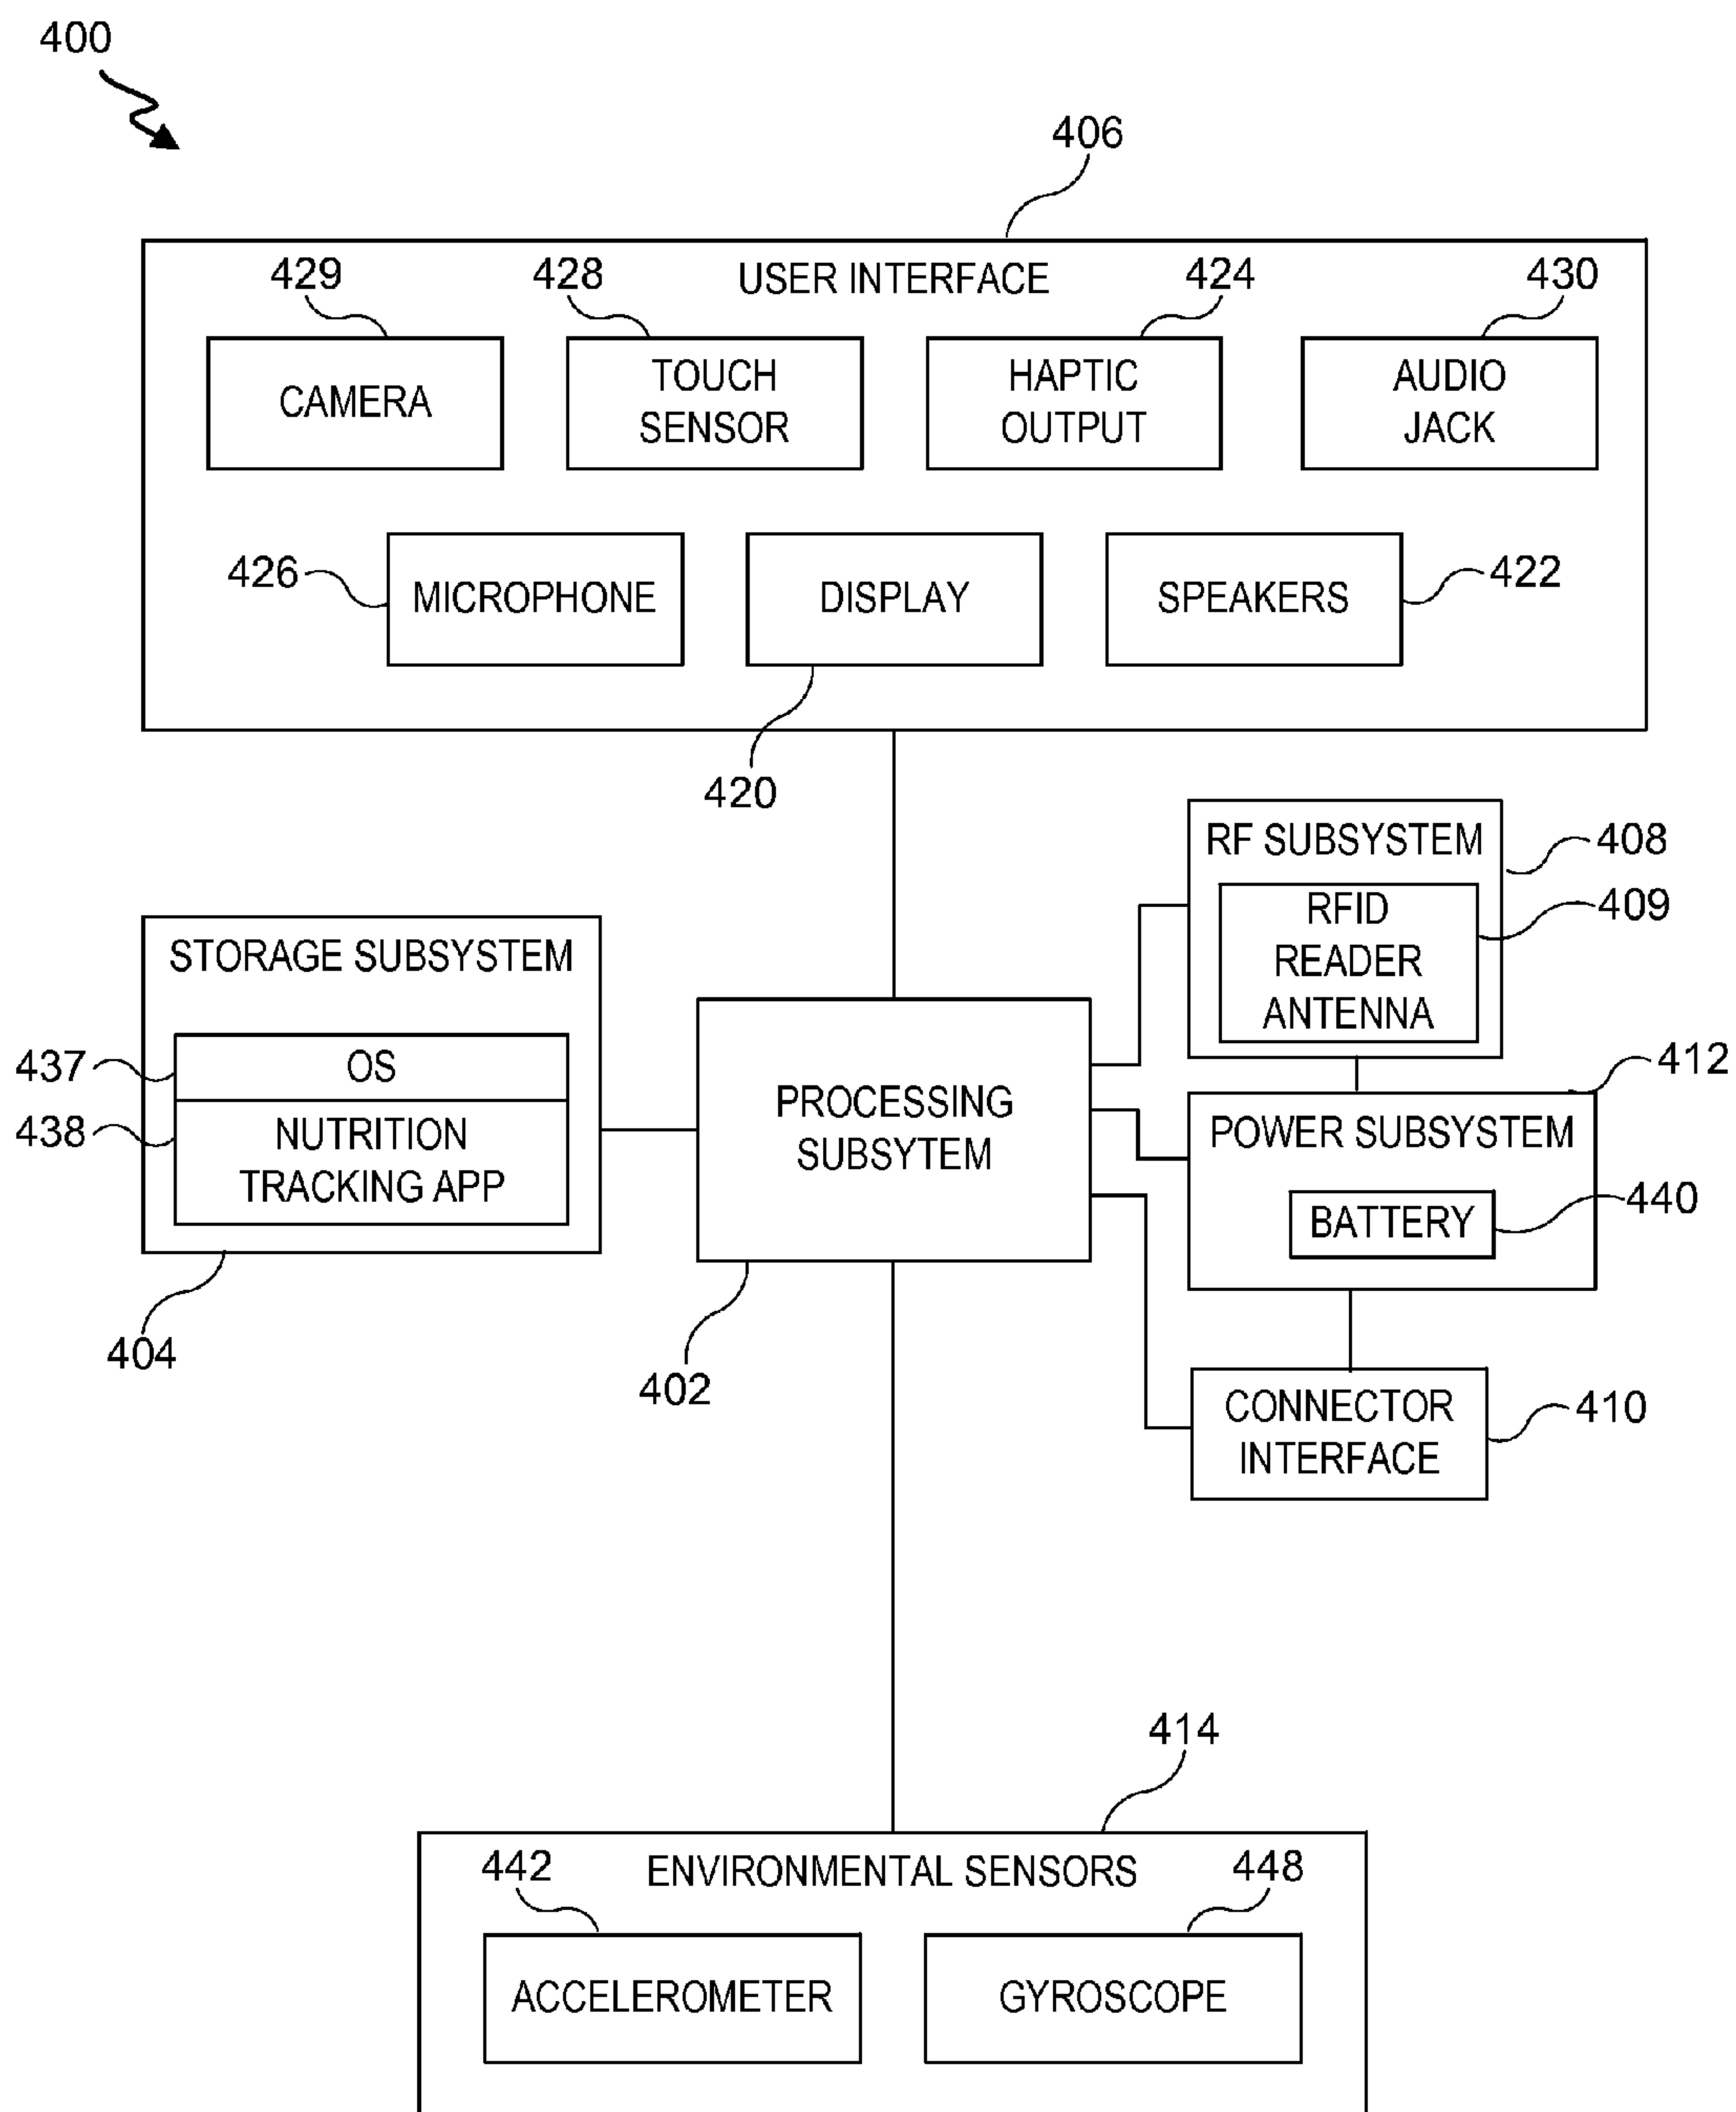 400
406
USER INTERFACE
429
428
424
430
CAMERA
TOUCH
SENSOR
HAPTIC
OUTPUT
AUDIO
JACK
426
MICROPHONE
DISPLAY
SPEAKERS
422
420
RF SUBSYSTEM
408
RFID
READER
ANTENNA
409
STORAGE SUBSYSTEM
437
OS
438
NUTRITION
TRACKING APP
404
PROCESSING
SUBSYTEM
402
412
POWER SUBSYSTEM
BATTERY
440
CONNECTOR
INTERFACE
410
414
ENVIRONMENTAL SENSORS
442
448
ACCELEROMETER
GYROSCOPE